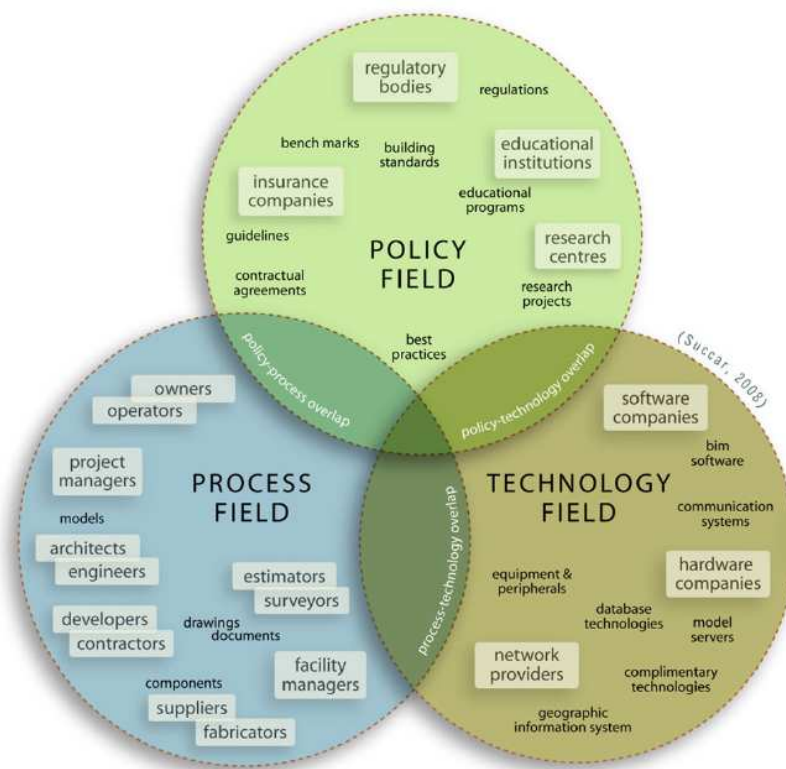 regulatory
bodies
regulations
bench marks
building
standards
educational
institutions
insurance
companies
educational
programs
guidelines
POLICY
FIELD
research
centres
contractual
agreements
research
projects
best
practices
policy-process overlap
policy-technology overlap
(Succar, 2008)
owners
operators
project
managers
PROCESS
FIELD
models
architects
engineers
estimators
surveyors
developers
contractors
drawings
documents
facility
managers
components
suppliers
fabricators
process-technology overlap
software
companies
bim
software
TECHNOLOGY
FIELD
communication
systems
equipment &
peripherals
hardware
companies
database
technologies
model
servers
network
providers
complimentary
technologies
geographic
information system